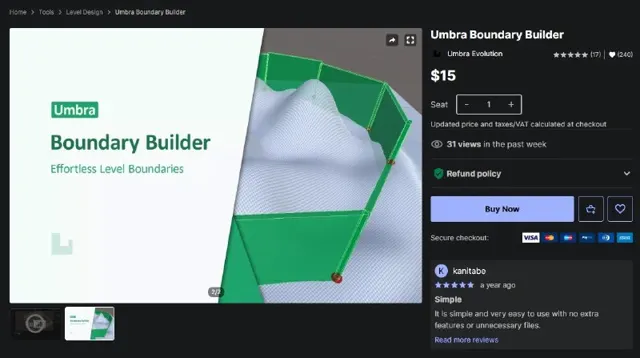 Home > Tools > Level Design > Umbra Boundary Builder
Umbra
Boundary Builder
Effortless Level Boundaries
2/2
Umbra Boundary Builder
Umbra Evolution
(17) | (240)
$15
Seat - 1 +
Updated price and taxes/VAT calculated at checkout
31 views in the past week
Refund policy
Buy Now
Secure checkout: VISA
K kanitabe
a year ago
Simple
It is simple and very easy to use with no extra
features or unnecessary files.
Read more reviews